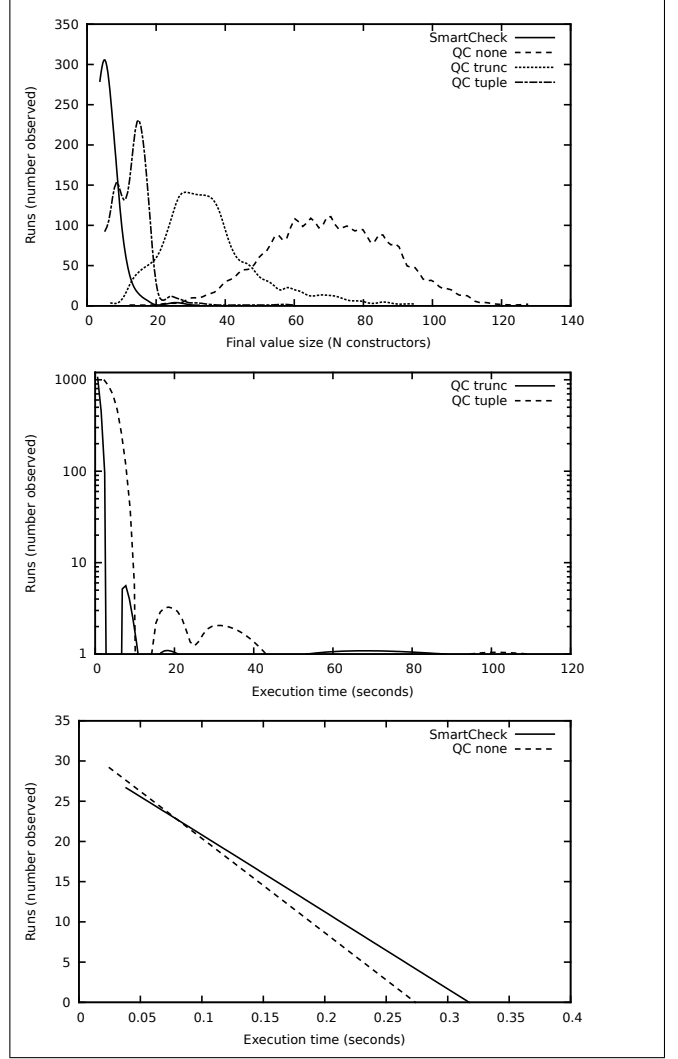 350
300
250
200
150
100
50
0
0 20 40 60 80 100 120 140
Runs (number observed)
Final value size (N constructors)
SmartCheck
QC none
QC trunc
QC tuple
1000
100
10
1
0 20 40 60 80 100 120
Runs (number observed)
Execution time (seconds)
QC trunc
QC tuple
35
30
25
20
15
10
5
0
0 0.05 0.1 0.15 0.2 0.25 0.3 0.35 0.4
Runs (number observed)
Execution time (seconds)
SmartCheck
QC none